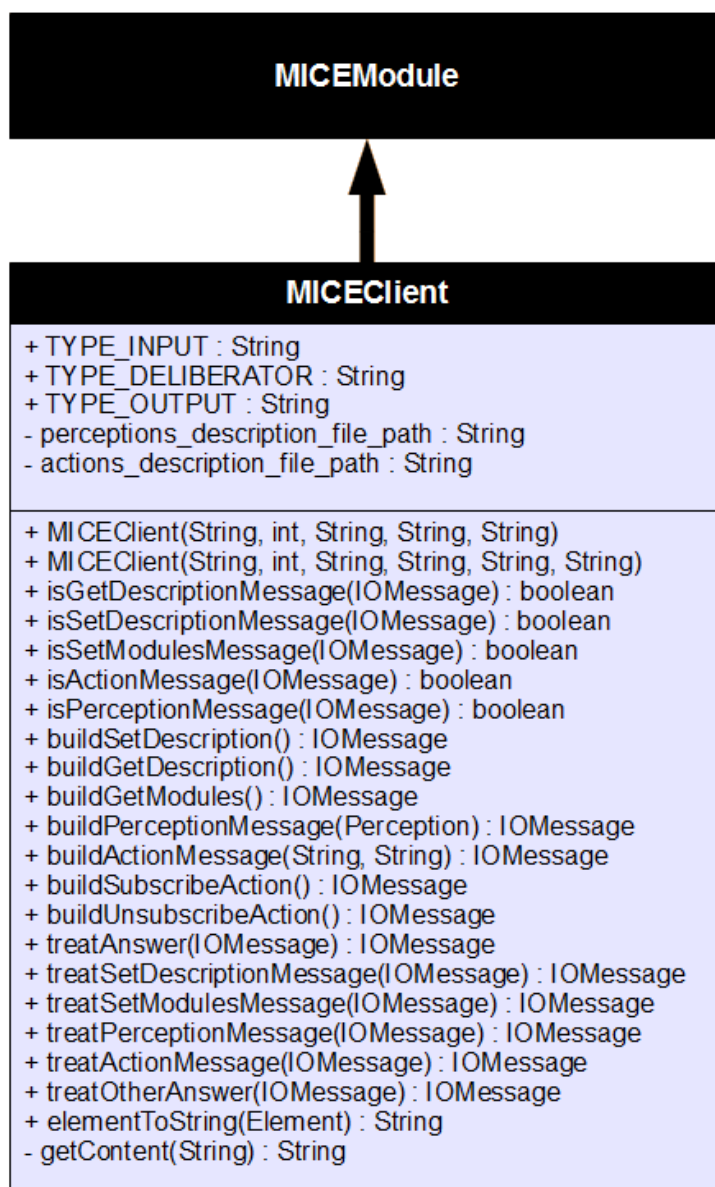 MICEModule
MICEClient
+ TYPE_INPUT : String
+ TYPE_DELIBERATOR : String
+ TYPE_OUTPUT : String
- perceptions_description_file_path : String
- actions_description_file_path : String
+ MICEClient(String, int, String, String, String)
+ MICEClient(String, int, String, String, String, String)
+ isGetDescriptionMessage(IOMessage) : boolean
+ isSetDescriptionMessage(IOMessage) : boolean
+ isSetModulesMessage(IOMessage) : boolean
+ isActionMessage(IOMessage) : boolean
+ isPerceptionMessage(IOMessage) : boolean
+ buildSetDescription() : IOMessage
+ buildGetDescription() : IOMessage
+ buildGetModules() : IOMessage
+ buildPerceptionMessage(Perception) : IOMessage
+ buildActionMessage(String, String) : IOMessage
+ buildSubscribeAction() : IOMessage
+ buildUnsubscribeAction() : IOMessage
+ treatAnswer(IOMessage) : IOMessage
+ treatSetDescriptionMessage(IOMessage) : IOMessage
+ treatSetModulesMessage(IOMessage) : IOMessage
+ treatPerceptionMessage(IOMessage) : IOMessage
+ treatActionMessage(IOMessage) : IOMessage
+ treatOtherAnswer(IOMessage) : IOMessage
+ elementToString(Element) : String
- getContent(String) : String